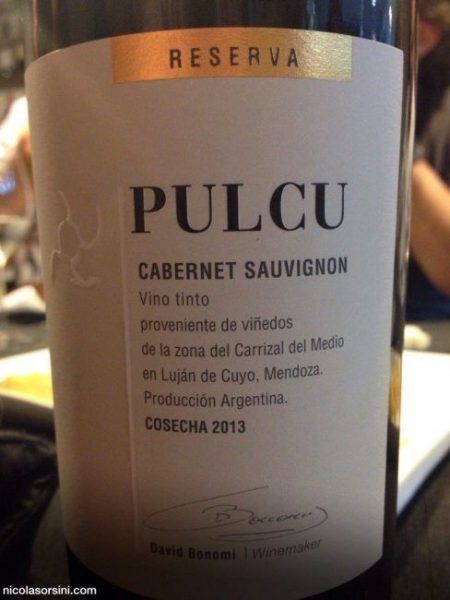 RESERVA
PULCU
CABERNET SAUVIGNON
Vino tinto
proveniente de viñedos
de la zona del Carrizal del Medio
en Luján de Cuyo, Mendoza.
Producción Argentina.
COSECHA 2013
David Bonomi | Winemaker
nicolasorsini.com